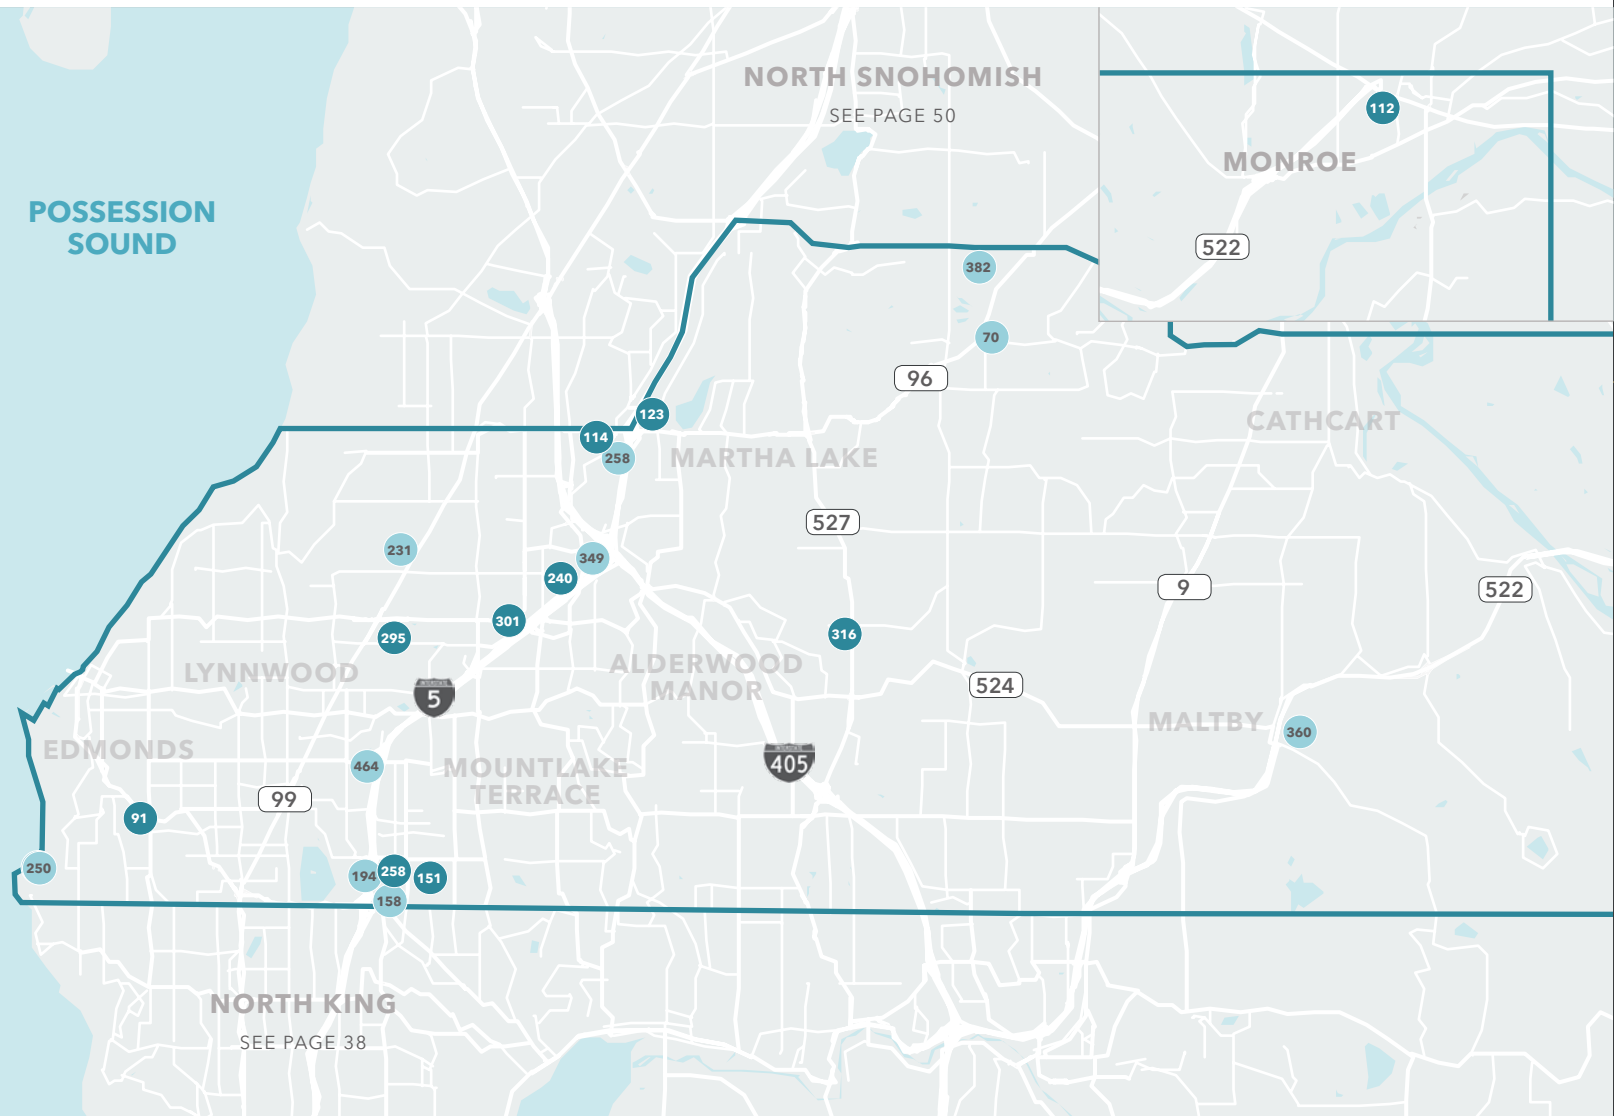 NORTH SNOHOMISH
SEE PAGE 50
112
MONROE
522
POSSESSION
SOUND
382
70
96
123
114
258
MARTHA LAKE
CATHCART
527
231
349
240
9
522
301
295
316
LYNNWOOD
ALDERWOOD
MANOR
5
524
MALTBY
360
EDMONDS
464
MOUNTLAKE
TERRACE
405
99
91
250
194
258
151
158
NORTH KING
SEE PAGE 38